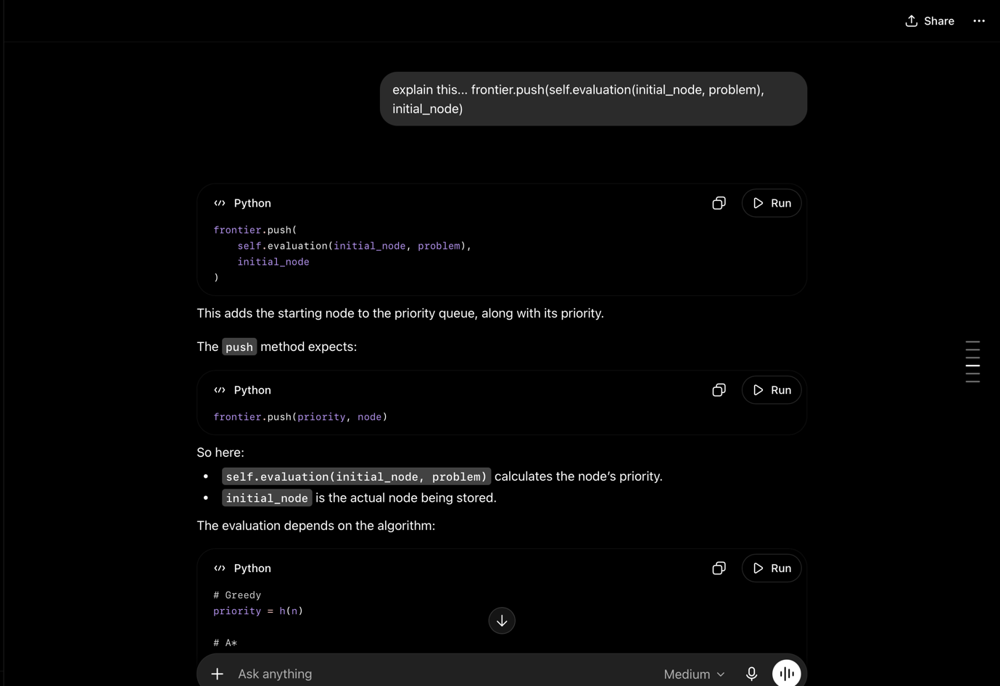 Share
explain this... frontier.push(self.evaluation(initial_node, problem),
initial_node)
Python
Run
frontier.push(
    self.evaluation(initial_node, problem),
    initial_node
)
This adds the starting node to the priority queue, along with its priority.
The push method expects:
Python
Run
frontier.push(priority, node)
So here:
• self.evaluation(initial_node, problem) calculates the node’s priority.
• initial_node is the actual node being stored.
The evaluation depends on the algorithm:
Python
Run
# Greedy
priority = h(n)
# A*
Ask anything
Medium